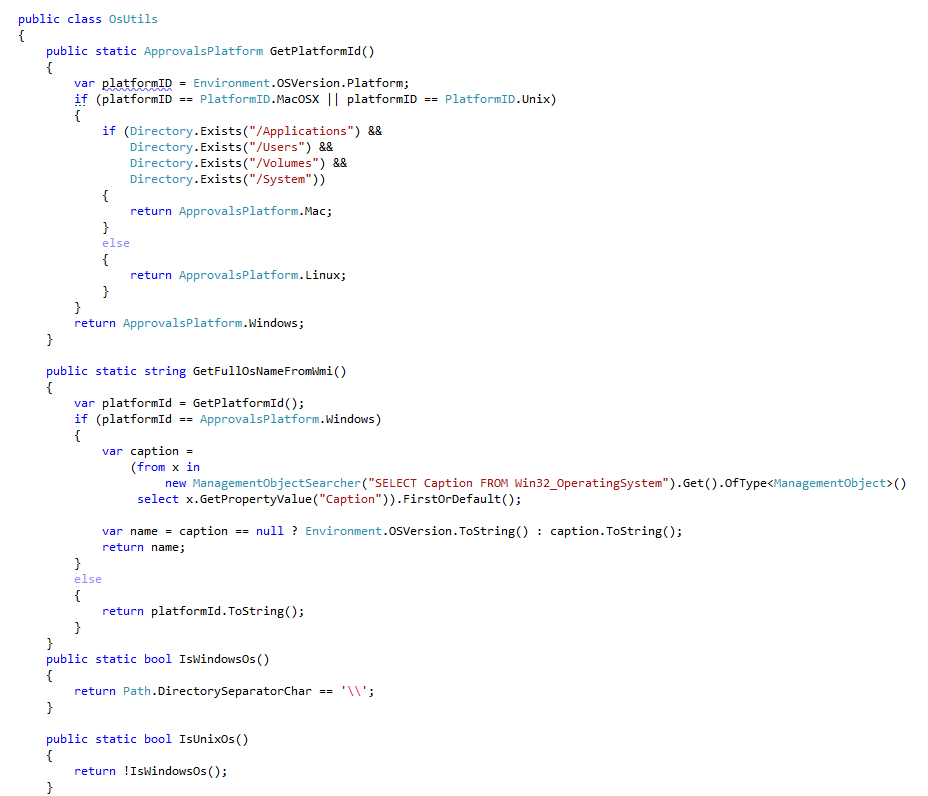 public class OsUtils
{
    public static ApprovalsPlatform GetPlatformId()
    {
        var platformID = Environment.OSVersion.Platform;
        if (platformID == PlatformID.MacOSX || platformID == PlatformID.Unix)
        {
            if (Directory.Exists("/Applications") &&
                Directory.Exists("/Users") &&
                Directory.Exists("/Volumes") &&
                Directory.Exists("/System"))
            {
                return ApprovalsPlatform.Mac;
            }
            else
            {
                return ApprovalsPlatform.Linux;
            }
        }
        return ApprovalsPlatform.Windows;
    }

    public static string GetFullOsNameFromWmi()
    {
        var platformId = GetPlatformId();
        if (platformId == ApprovalsPlatform.Windows)
        {
            var caption =
                (from x in
                     new ManagementObjectSearcher("SELECT Caption FROM Win32_OperatingSystem").Get().OfType<ManagementObject>()
                 select x.GetPropertyValue("Caption")).FirstOrDefault();

            var name = caption == null ? Environment.OSVersion.ToString() : caption.ToString();
            return name;
        }
        else
        {
            return platformId.ToString();
        }
    }
    public static bool IsWindowsOs()
    {
        return Path.DirectorySeparatorChar == '\\';
    }

    public static bool IsUnixOs()
    {
        return !IsWindowsOs();
    }